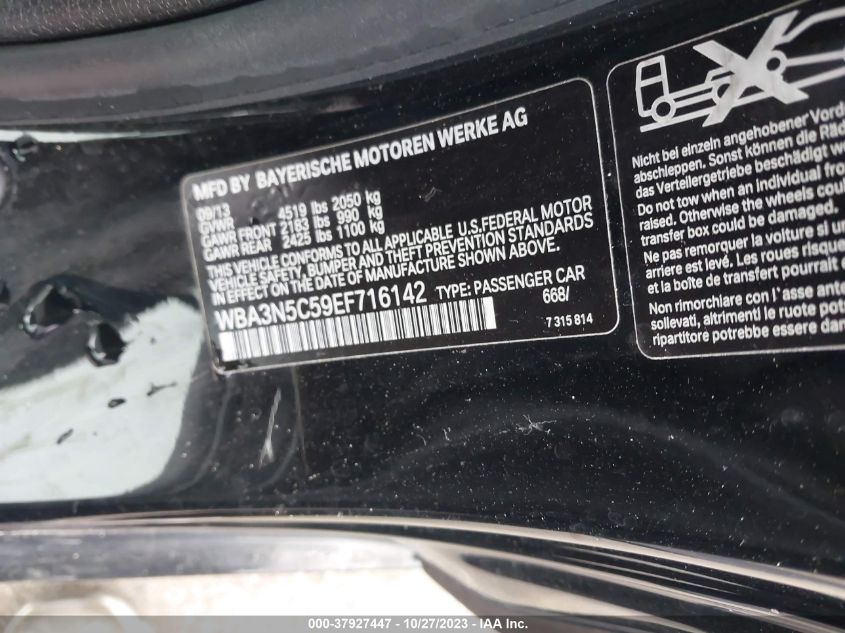 MFD BY BAYERISCHE MOTOREN WERKE AG
09/13
GVWR 4519 lbs 2050 kg
GAWR FRONT 2183 lbs 990 kg
GAWR REAR 2425 lbs 1100 kg
THIS VEHICLE CONFORMS TO ALL APPLICABLE U.S.FEDERAL MOTOR
VEHICLE SAFETY, BUMPER AND THEFT PREVENTION STANDARDS
IN EFFECT ON THE DATE OF MANUFACTURE SHOWN ABOVE.
WBA3N5C59EF716142 TYPE: PASSENGER CAR
668/
7 315 814
Nicht bei einzeln angehobener Vord
abschleppen. Sonst können die Räd
das Verteilergetriebe beschädigt w
Do not tow when an individual fron
raised. Otherwise the wheels coul
transfer box could be damaged.
Ne pas remorquer la voiture si un
arrière est levé. Les roues risque
et la boîte de transfert pourrait e
Non rimorchiare con l'asse ante
sollevati, altrimenti le ruote pot
ripartitore potrebbe essere da
000-37927447 - 10/27/2023 - IAA Inc.